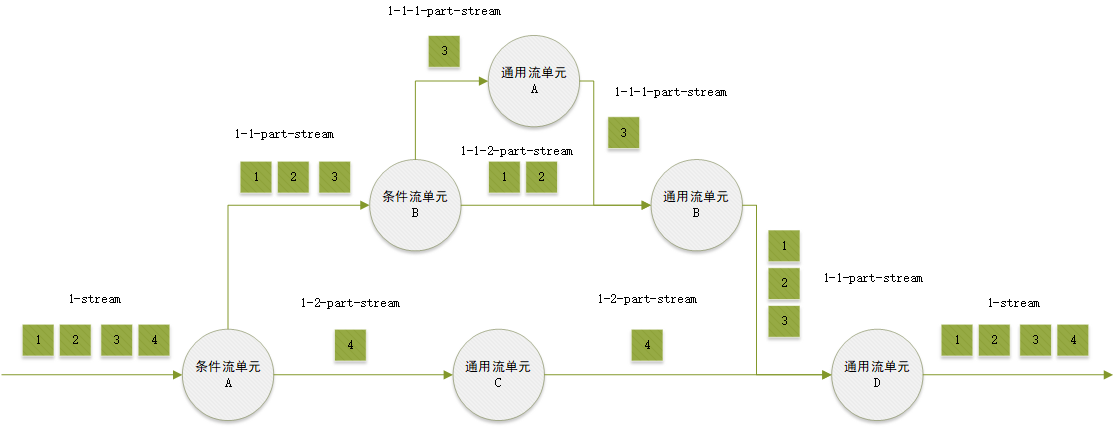 1-1-1-part-stream
3
通用流单元
A
1-1-1-part-stream
3
1-1-part-stream
1 2 3
1-1-2-part-stream
1 2
条件流单元
B
通用流单元
B
1
2
3
1-1-part-stream
1-stream
1 2 3 4
1-2-part-stream
4
1-2-part-stream
4
1-stream
1 2 3 4
条件流单元
A
通用流单元
C
通用流单元
D